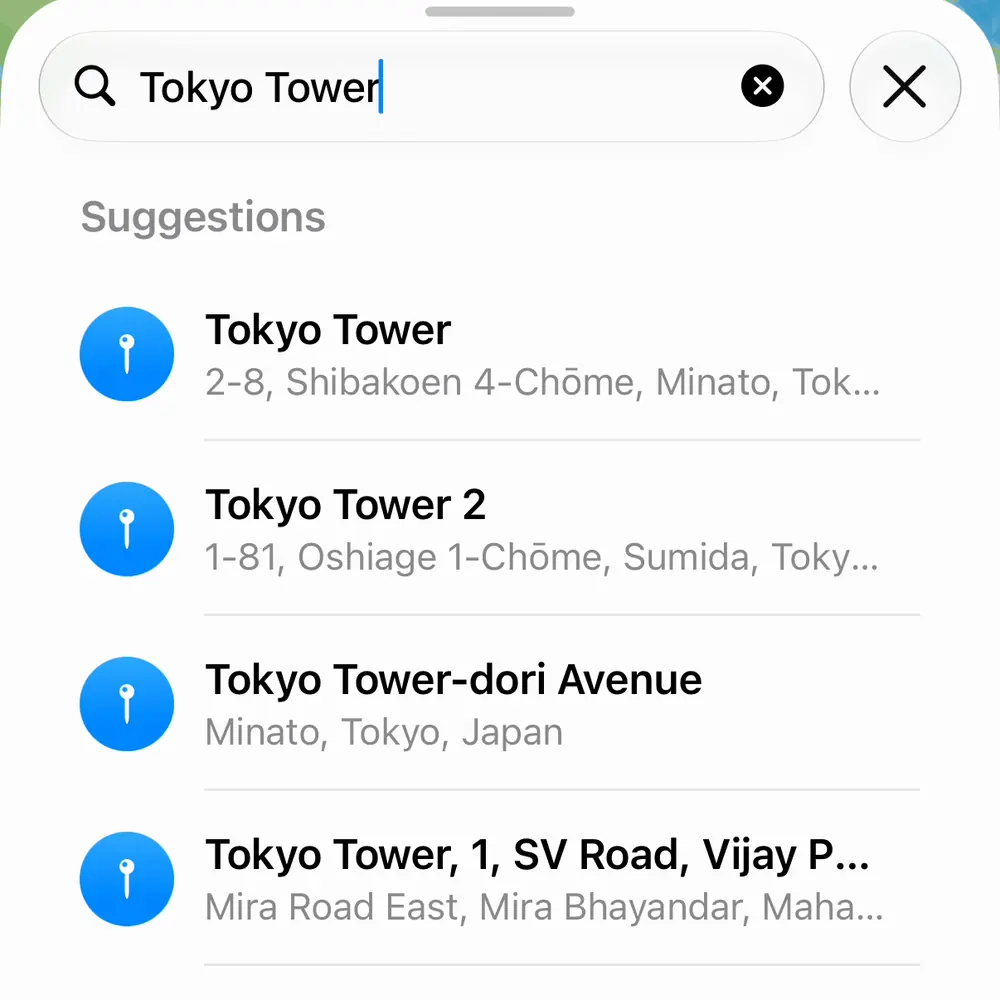 Tokyo Tower
Suggestions
Tokyo Tower
2-8, Shibakoen 4-Chōme, Minato, Tok...
Tokyo Tower 2
1-81, Oshiage 1-Chōme, Sumida, Toky...
Tokyo Tower-dori Avenue
Minato, Tokyo, Japan
Tokyo Tower, 1, SV Road, Vijay P...
Mira Road East, Mira Bhayandar, Maha...